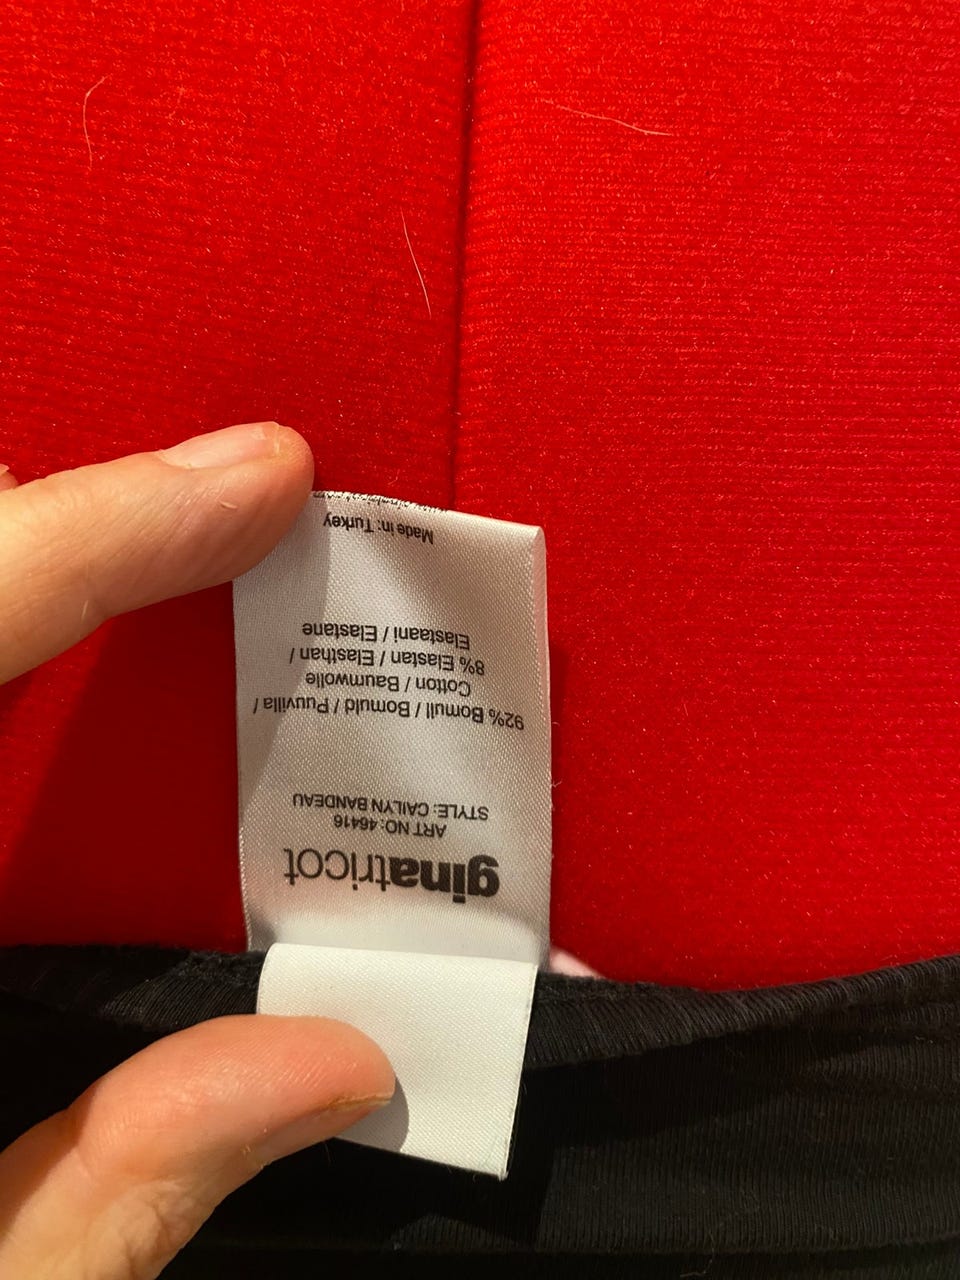 ginatricot
ART NO: 46416
STYLE: CAILYN BANDEAU
92% Bomull / Bomuld / Puuvilla /
Cotton / Baumwolle
8% Elastan / Elasthan /
Elastaani / Elastane
Made in: Turkey